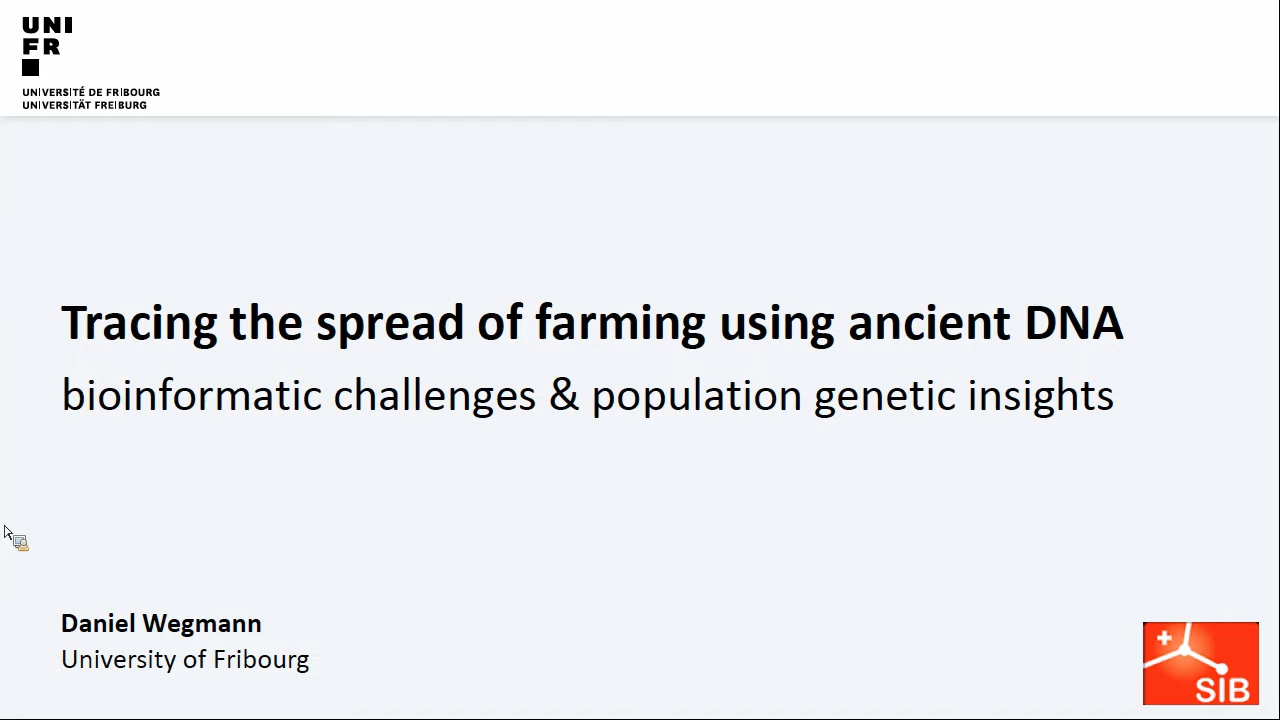 UNI
FR
UNIVERSITÉ DE FRIBOURG
UNIVERSITÄT FREIBURG
Tracing the spread of farming using ancient DNA
bioinformatic challenges & population genetic insights
Daniel Wegmann
University of Fribourg
SIB